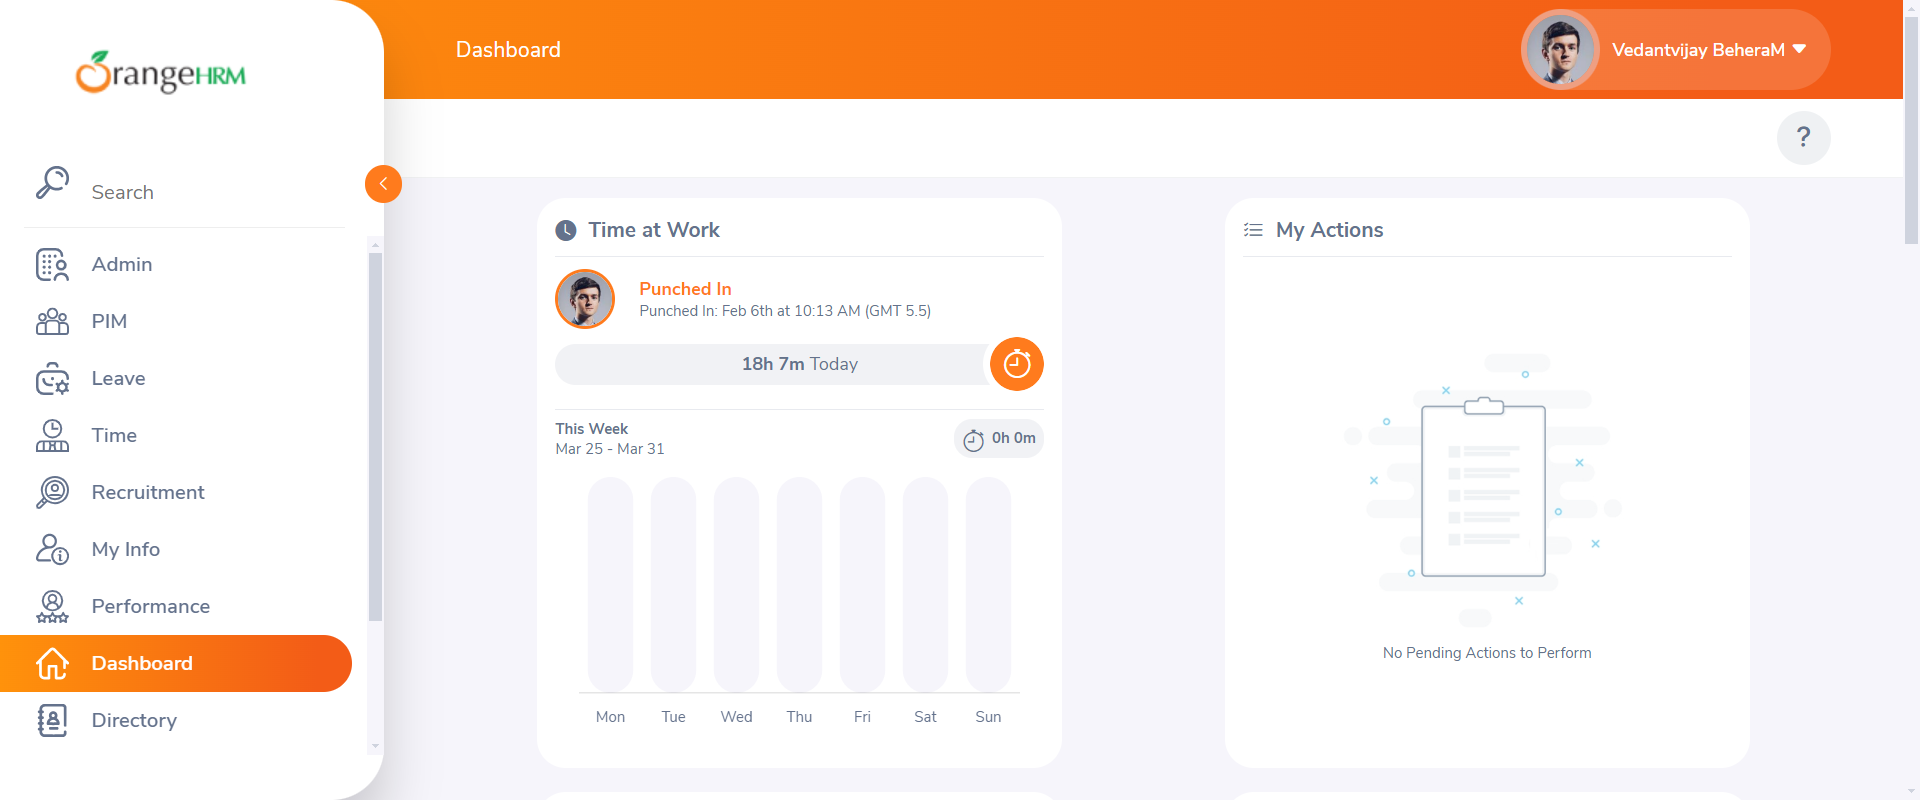 OrangeHRM
Dashboard
Vedantvijay BeheraM
?
Search
Admin
PIM
Leave
Time
Recruitment
My Info
Performance
Dashboard
Directory
Time at Work
Punched In
Punched In: Feb 6th at 10:13 AM (GMT 5.5)
18h 7m Today
This Week
Mar 25 - Mar 31
0h 0m
Mon Tue Wed Thu Fri Sat Sun
My Actions
No Pending Actions to Perform